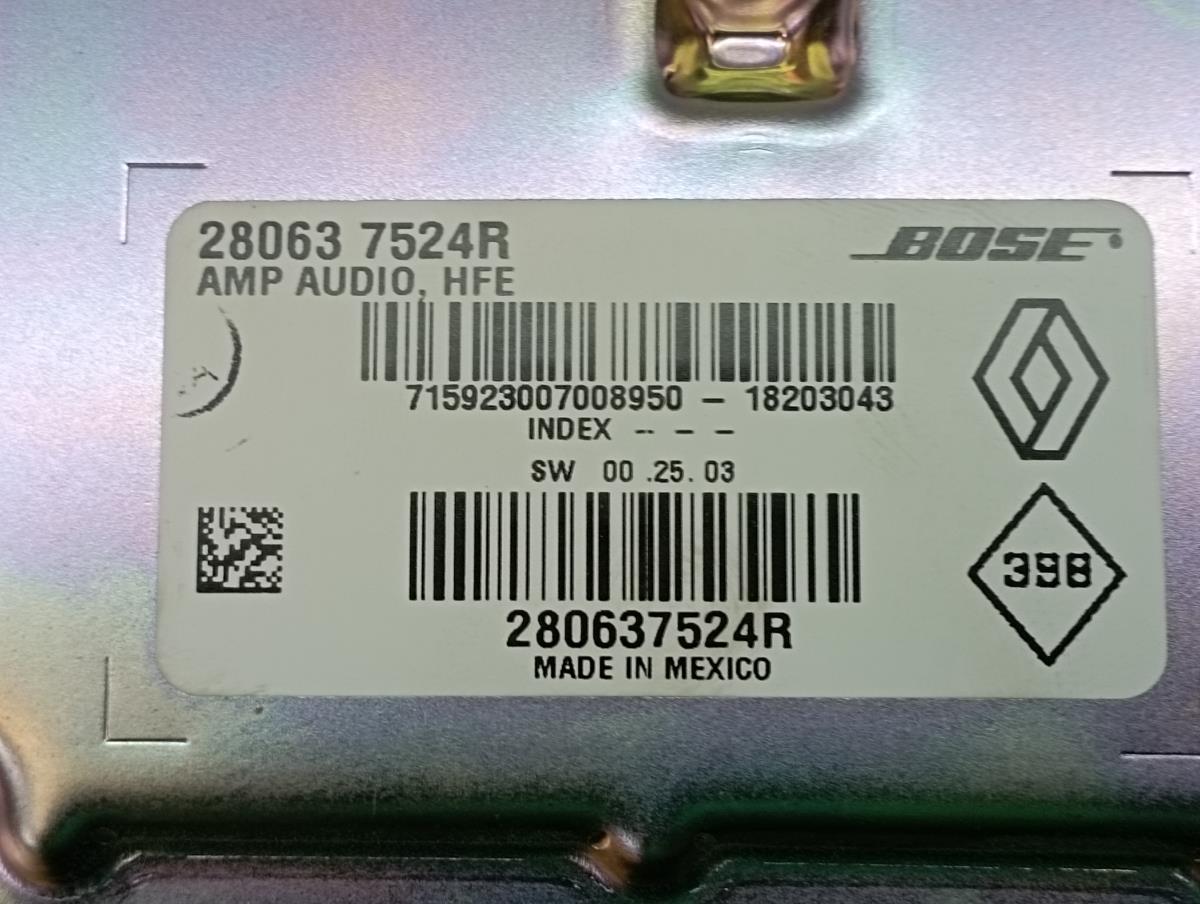 28063 7524R
BOSE
AMP AUDIO, HFE
715923007008950 - 18203043
INDEX - - -
SW 00 .25. 03
398
280637524R
MADE IN MEXICO